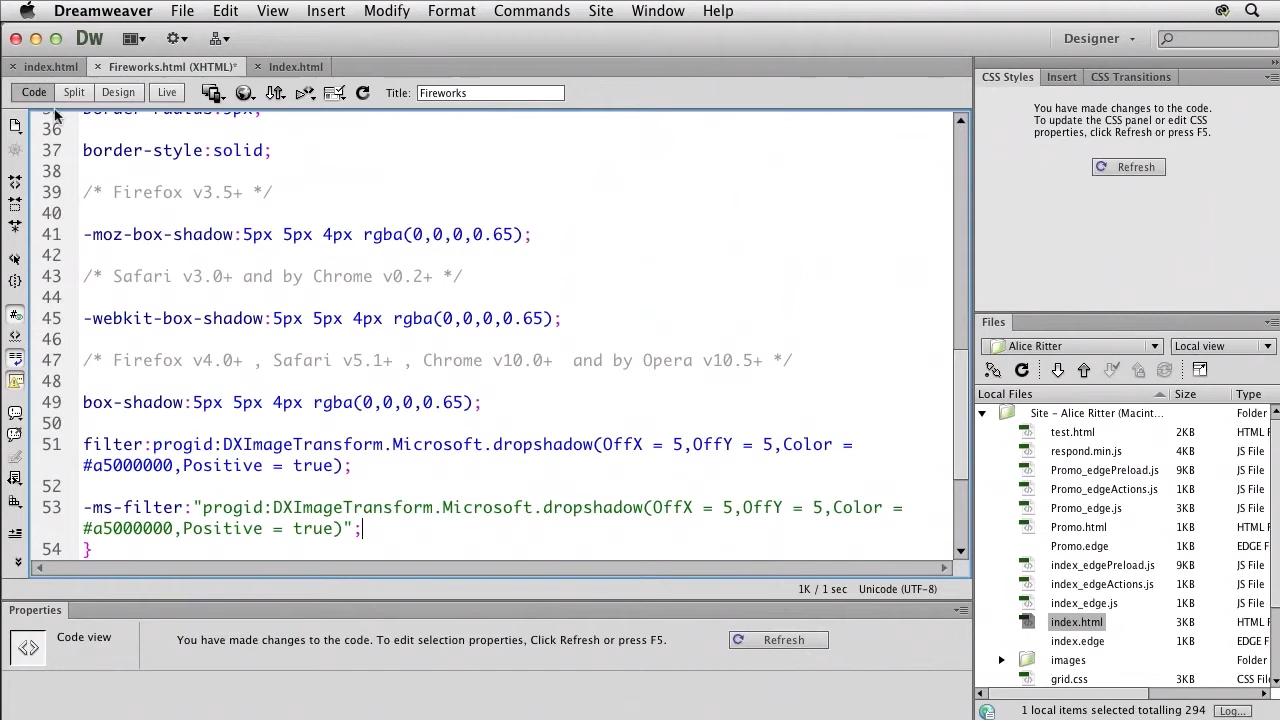 Dreamweaver File Edit View Insert Modify Format Commands Site Window Help
Dw Designer
index.html Fireworks.html (XHTML)* Index.html
Code Split Design Live Title: Fireworks
36
37 border-style:solid;
38
39 /* Firefox v3.5+ */
40
41 -moz-box-shadow:5px 5px 4px rgba(0,0,0,0.65);
42
43 /* Safari v3.0+ and by Chrome v0.2+ */
44
45 -webkit-box-shadow:5px 5px 4px rgba(0,0,0,0.65);
46
47 /* Firefox v4.0+ , Safari v5.1+ , Chrome v10.0+  and by Opera v10.5+ */
48
49 box-shadow:5px 5px 4px rgba(0,0,0,0.65);
50
51 filter:progid:DXImageTransform.Microsoft.dropshadow(OffX = 5,OffY = 5,Color =
#a5000000,Positive = true);
52
53 -ms-filter:"progid:DXImageTransform.Microsoft.dropshadow(OffX = 5,OffY = 5,Color =
#a5000000,Positive = true)";
54 }
1K / 1 sec Unicode (UTF-8)
Properties
Code view
You have made changes to the code. To edit selection properties, Click Refresh or press F5.
Refresh
CSS Styles Insert CSS Transitions
You have made changes to the code.
To update the CSS panel or edit CSS
properties, click Refresh or press F5.
Refresh
Files
Alice Ritter Local view
Local Files Size Type
Site – Alice Ritter (Macint... Folder
test.html 2KB HTML F
respond.min.js 4KB JS File
Promo_edgePreload.js 9KB JS File
Promo_edgeActions.js 1KB JS File
Promo_edge.js 2KB JS File
Promo.html 1KB HTML F
Promo.edge 1KB EDGE F
index_edgePreload.js 9KB JS File
index_edgeActions.js 1KB JS File
index_edge.js 1KB JS File
index.html 3KB HTML F
index.edge 1KB EDGE F
images Folder
grid.css 3KB CSS File
1 local items selected totalling 294 Log...